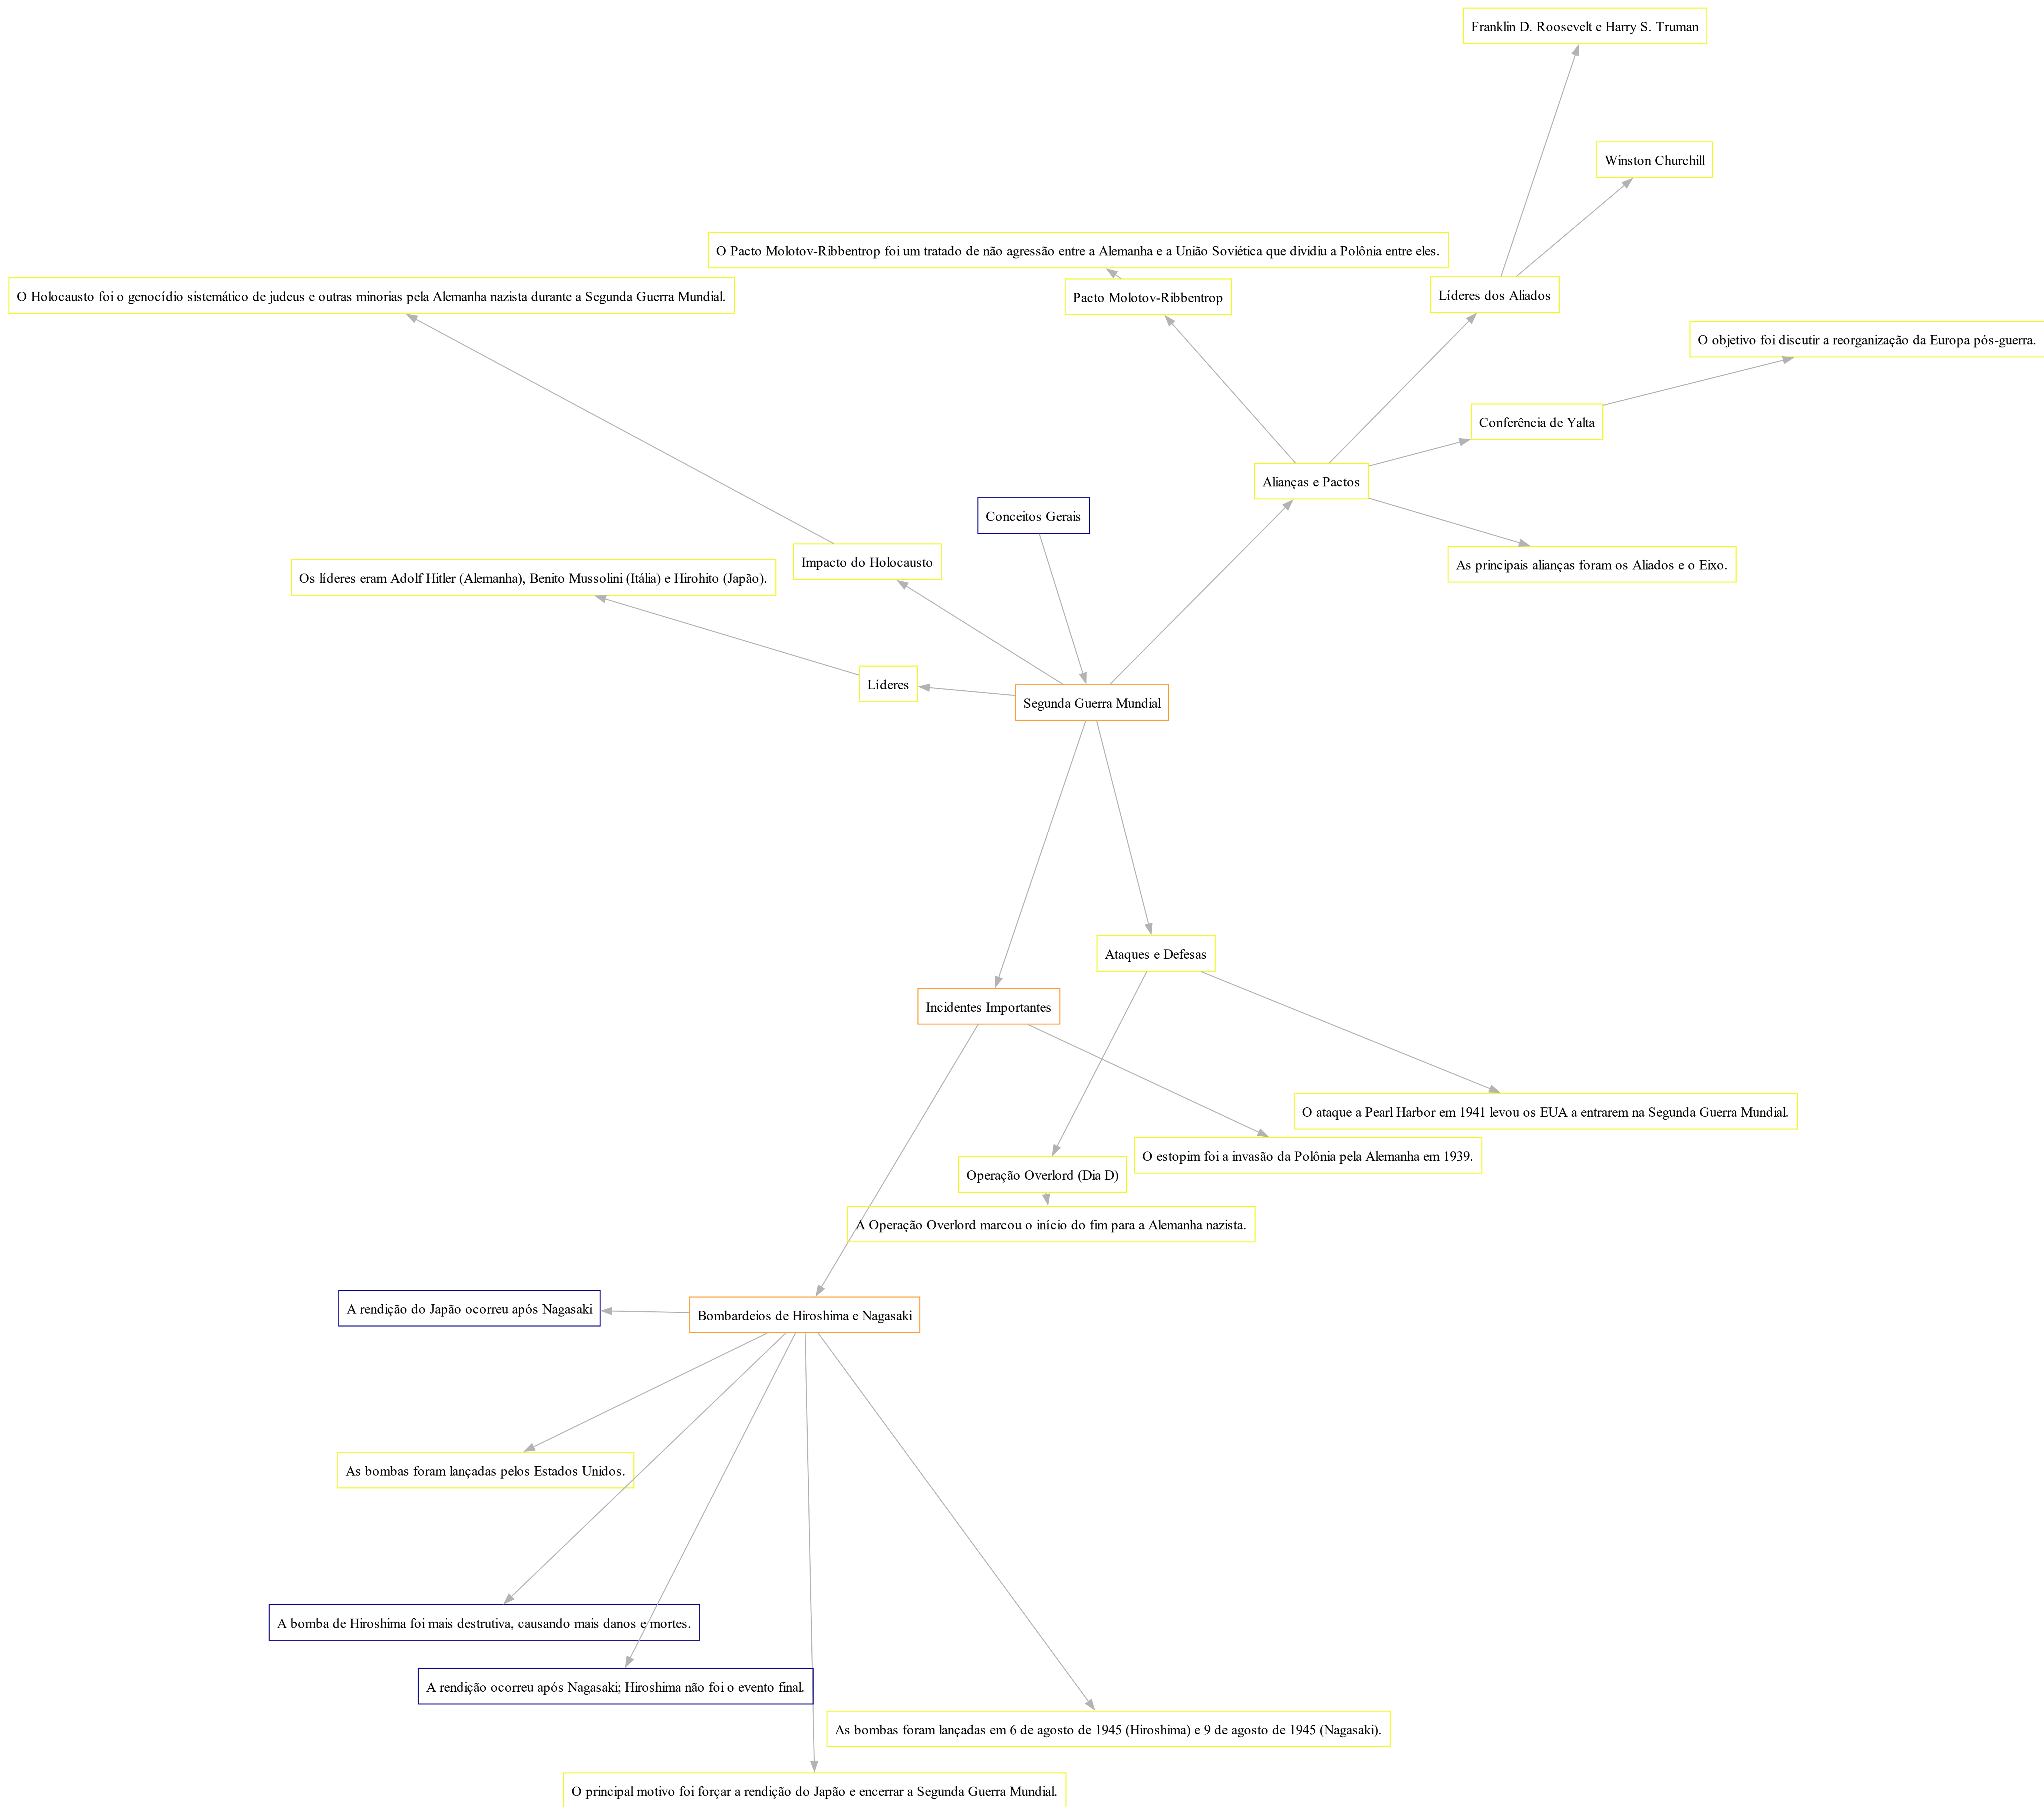 Franklin D. Roosevelt e Harry S. Truman
Winston Churchill
O Pacto Molotov-Ribbentrop foi um tratado de não agressão entre a Alemanha e a União Soviética que dividiu a Polônia entre eles.
O Holocausto foi o genocídio sistemático de judeus e outras minorias pela Alemanha nazista durante a Segunda Guerra Mundial.
Pacto Molotov-Ribbentrop
Líderes dos Aliados
O objetivo foi discutir a reorganização da Europa pós-guerra.
Conferência de Yalta
Alianças e Pactos
Conceitos Gerais
Impacto do Holocausto
As principais alianças foram os Aliados e o Eixo.
Os líderes eram Adolf Hitler (Alemanha), Benito Mussolini (Itália) e Hirohito (Japão).
Líderes
Segunda Guerra Mundial
Ataques e Defesas
Incidentes Importantes
O ataque a Pearl Harbor em 1941 levou os EUA a entrarem na Segunda Guerra Mundial.
O estopim foi a invasão da Polônia pela Alemanha em 1939.
Operação Overlord (Dia D)
A Operação Overlord marcou o início do fim para a Alemanha nazista.
A rendição do Japão ocorreu após Nagasaki
Bombardeios de Hiroshima e Nagasaki
As bombas foram lançadas pelos Estados Unidos.
A bomba de Hiroshima foi mais destrutiva, causando mais danos e mortes.
A rendição ocorreu após Nagasaki; Hiroshima não foi o evento final.
As bombas foram lançadas em 6 de agosto de 1945 (Hiroshima) e 9 de agosto de 1945 (Nagasaki).
O principal motivo foi forçar a rendição do Japão e encerrar a Segunda Guerra Mundial.